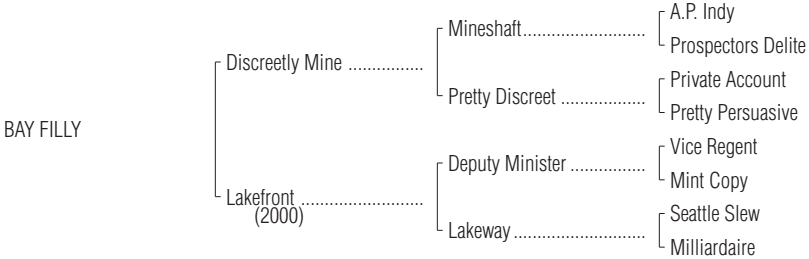 A.P. Indy
Mineshaft..........................
Prospectors Delite
Discreetly Mine ................
Private Account
Pretty Discreet ..................
Pretty Persuasive
BAY FILLY
Vice Regent
Deputy Minister ................
Mint Copy
Lakefront ..........................
(2000)
Seattle Slew
Lakeway............................
Milliardaire